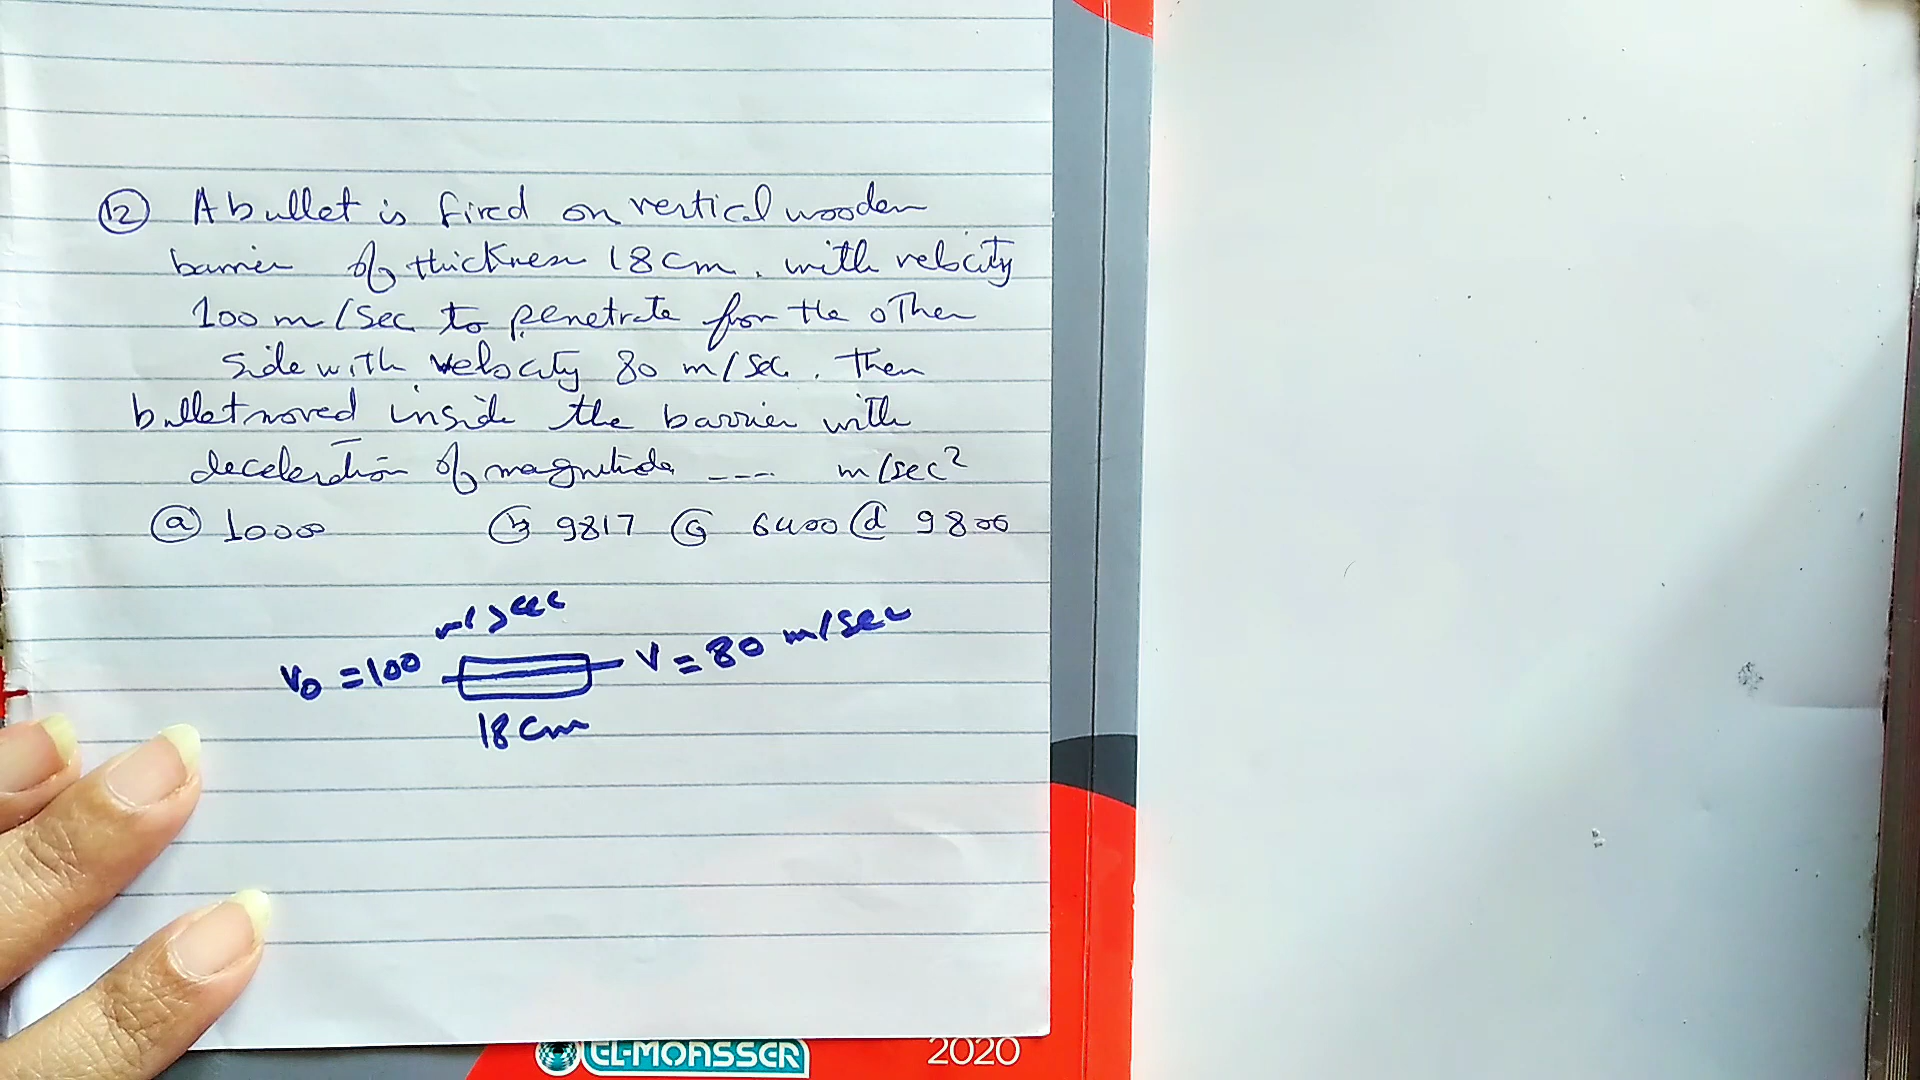 12 A bullet is fired on vertical wooden
barrier of thickness 18 cm. with velocity
100 m/sec to penetrate from the other
side with velocity 80 m/sec. Then
bullet moved inside the barrier with
deceleration of magnitude --- m/sec²
a 1000 b 9817 c 6400 d 9800
m/sec
V₀ = 100 V = 80 m/sec
18 cm
EL-MOASSER 2020